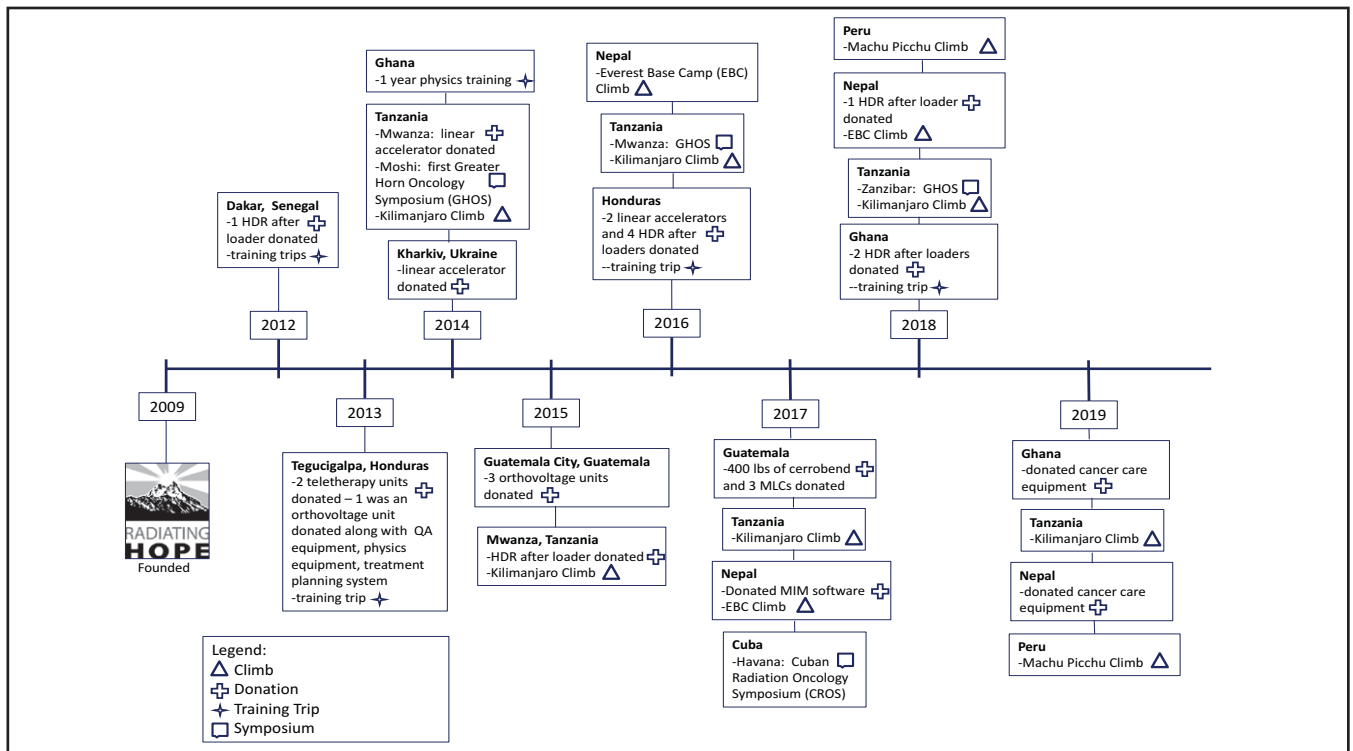 2009
RADIATING
HOPE
Founded
Dakar, Senegal
-1 HDR after
loader donated
-training trips
2012
Tegucigalpa, Honduras
-2 teletherapy units
donated – 1 was an
orthovoltage unit
donated along with QA
equipment, physics
equipment, treatment
planning system
-training trip
2013
Ghana
-1 year physics training
Tanzania
-Mwanza: linear
accelerator donated
-Moshi: first Greater
Horn Oncology
Symposium (GHOS)
-Kilimanjaro Climb
Kharkiv, Ukraine
-linear accelerator
donated
2014
2015
Guatemala City, Guatemala
-3 orthovoltage units
donated
Mwanza, Tanzania
-HDR after loader donated
-Kilimanjaro Climb
Nepal
-Everest Base Camp (EBC)
Climb
Tanzania
-Mwanza: GHOS
-Kilimanjaro Climb
Honduras
-2 linear accelerators
and 4 HDR after
loaders donated
--training trip
2016
2017
Guatemala
-400 lbs of cerrobend
and 3 MLCs donated
Tanzania
-Kilimanjaro Climb
Nepal
-Donated MIM software
-EBC Climb
Cuba
-Havana: Cuban
Radiation Oncology
Symposium (CROS)
Peru
-Machu Picchu Climb
Nepal
-1 HDR after loader
donated
-EBC Climb
Tanzania
-Zanzibar: GHOS
-Kilimanjaro Climb
Ghana
-2 HDR after loaders
donated
--training trip
2018
2019
Ghana
-donated cancer care
equipment
Tanzania
-Kilimanjaro Climb
Nepal
-donated cancer care
equipment
Peru
-Machu Picchu Climb
Legend:
Climb
Donation
Training Trip
Symposium